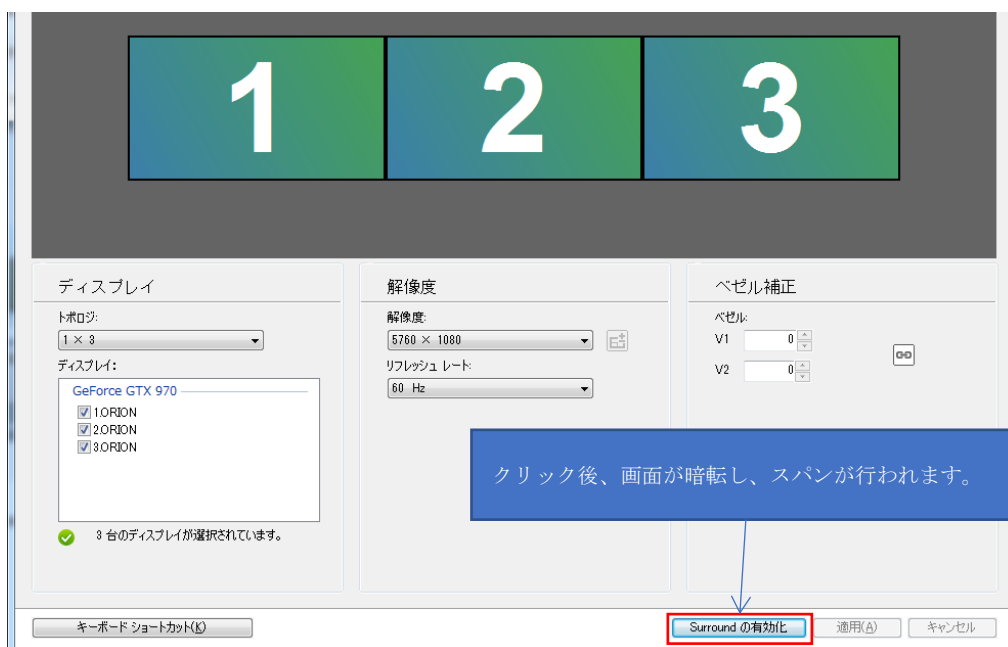 1 2 3
ディスプレイ
トポロジ:
1 × 3
ディスプレイ:
GeForce GTX 970
1.ORION
2.ORION
3.ORION
3 台のディスプレイが選択されています。
解像度
解像度:
5760 × 1080
リフレッシュ レート:
60 Hz
ベゼル補正
ベゼル:
V1 0
V2 0
クリック後、画面が暗転し、スパンが行われます。
キーボード ショートカット(K)
Surround の有効化
適用(A)
キャンセル